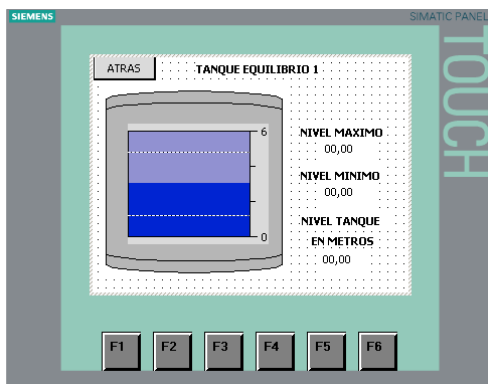 SIEMENS
SIMATIC PANEL
TOUCH
ATRAS
TANQUE EQUILIBRIO 1
6
0
NIVEL MAXIMO
00,00
NIVEL MINIMO
00,00
NIVEL TANQUE
EN METROS
00,00
F1 F2 F3 F4 F5 F6